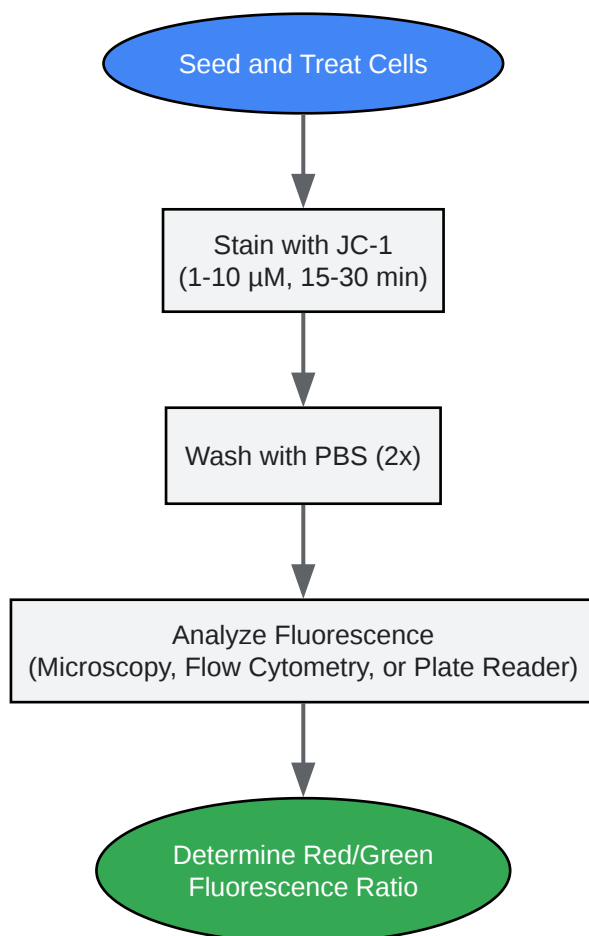 Seed and Treat Cells
Stain with JC-1
(1-10 µM, 15-30 min)
Wash with PBS (2x)
Analyze Fluorescence
(Microscopy, Flow Cytometry, or Plate Reader)
Determine Red/Green
Fluorescence Ratio